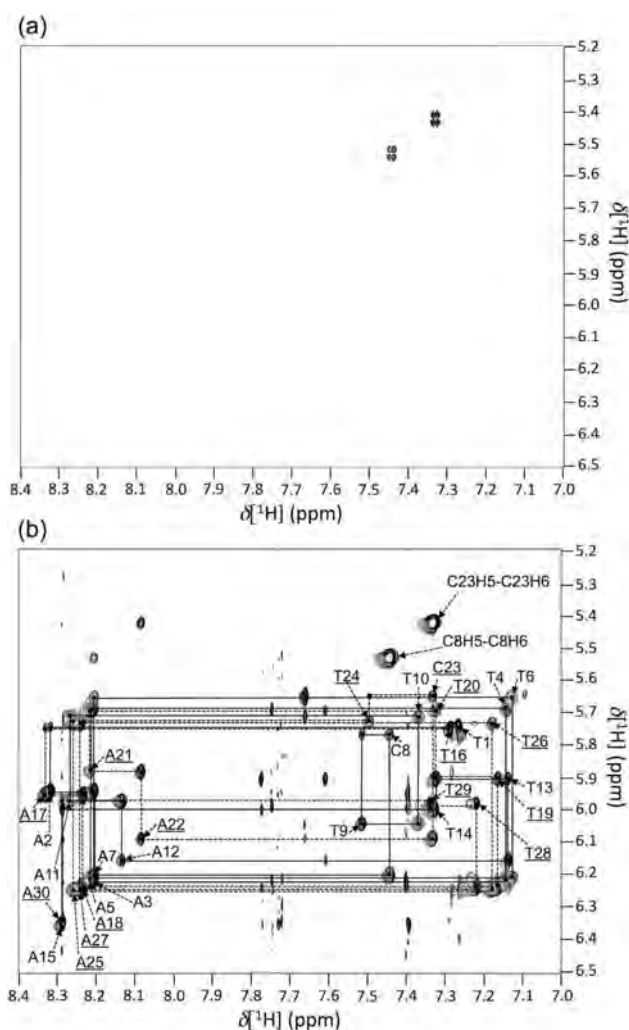 (a)
5.2
5.3
5.4
5.5
5.6
5.7
5.8
5.9
6.0
6.1
6.2
6.3
6.4
6.5
δ[¹H] (ppm)
8.4 8.3 8.2 8.1 8.0 7.9 7.8 7.7 7.6 7.5 7.4 7.3 7.2 7.1 7.0
δ[¹H] (ppm)
(b)
5.2
5.3
5.4
5.5
5.6
5.7
5.8
5.9
6.0
6.1
6.2
6.3
6.4
6.5
δ[¹H] (ppm)
C23H5-C23H6
C8H5-C8H6
T24
T10
C23
T20
T4
T6
A21
C8
T16
T1
T26
A17
A2
A22
T29
T13
T19
A11
A7
A12
T9
T14
T28
A30
A5
A3
A18
A15
A27
A25
8.4 8.3 8.2 8.1 8.0 7.9 7.8 7.7 7.6 7.5 7.4 7.3 7.2 7.1 7.0
δ[¹H] (ppm)